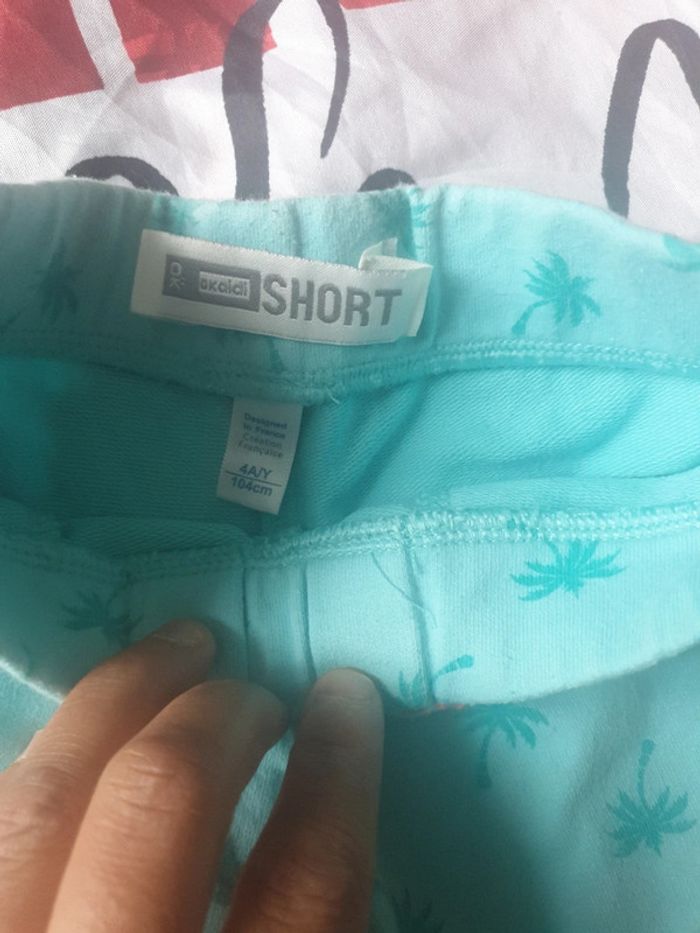 OK
okaidi SHORT
Designed
in France
Création
Française
4A/Y
104cm